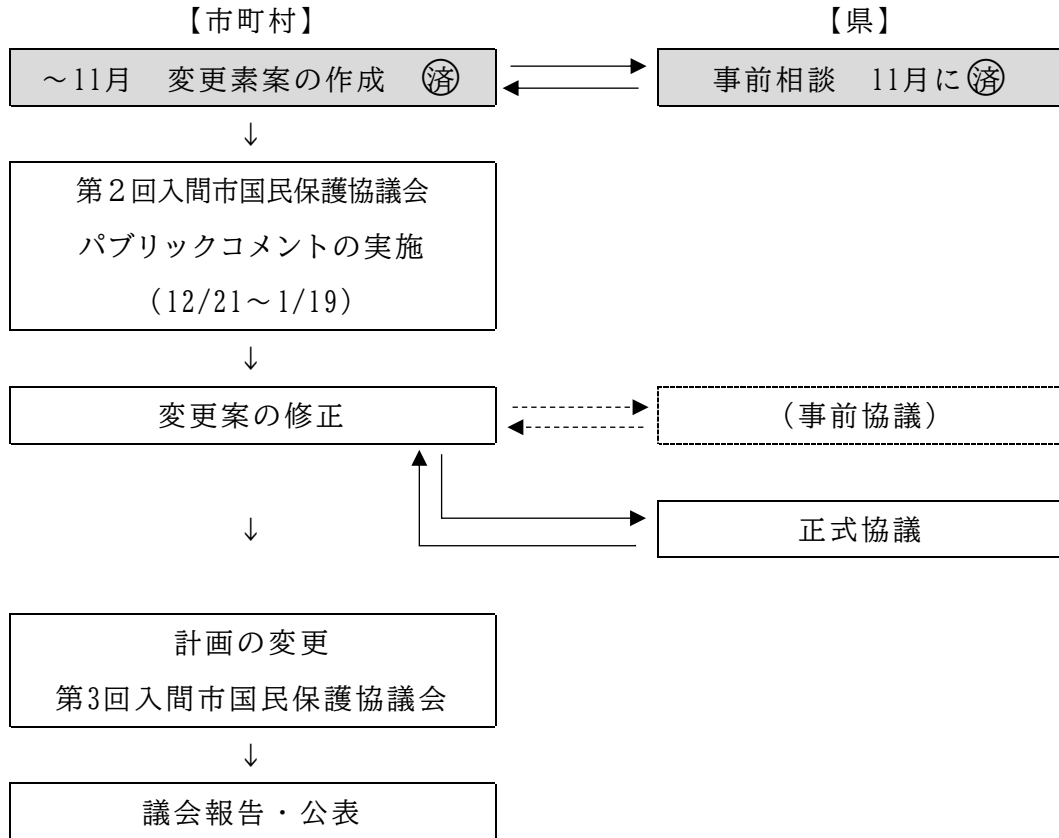 【市町村】 【県】
～11月 変更素案の作成 ㊡ 事前相談 11月に㊡
↓
第２回入間市国民保護協議会
パブリックコメントの実施
(12/21～1/19)
↓
変更案の修正 （事前協議）
↓ 正式協議
計画の変更
第3回入間市国民保護協議会
↓
議会報告・公表